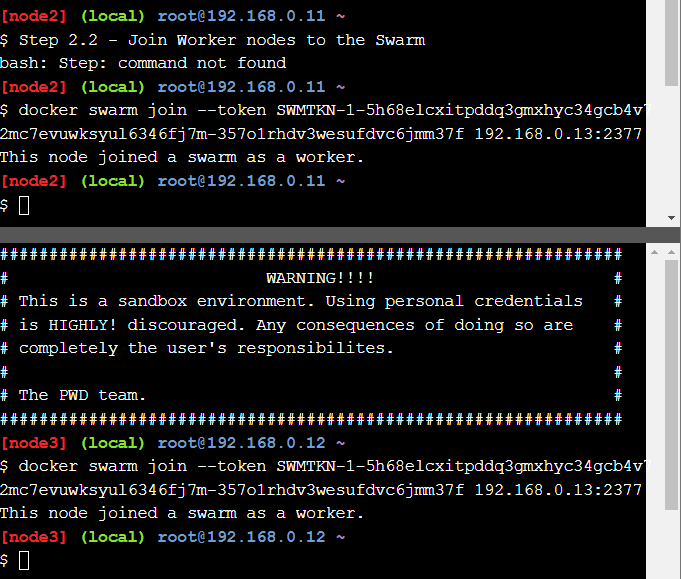 [node2] (local) root@192.168.0.11 ~
$ Step 2.2 - Join Worker nodes to the Swarm
bash: Step: command not found
[node2] (local) root@192.168.0.11 ~
$ docker swarm join --token SWMTKN-1-5h68elcxitpddq3gmxhyc34gcb4v7
2mc7evuwksyul6346fj7m-357o1rhdv3wesufdvc6jmm37f 192.168.0.13:2377
This node joined a swarm as a worker.
[node2] (local) root@192.168.0.11 ~
$
###############################################################
# WARNING!!!! #
# This is a sandbox environment. Using personal credentials #
# is HIGHLY! discouraged. Any consequences of doing so are #
# completely the user's responsibilites. #
# #
# The PWD team. #
###############################################################
[node3] (local) root@192.168.0.12 ~
$ docker swarm join --token SWMTKN-1-5h68elcxitpddq3gmxhyc34gcb4v7
2mc7evuwksyul6346fj7m-357o1rhdv3wesufdvc6jmm37f 192.168.0.13:2377
This node joined a swarm as a worker.
[node3] (local) root@192.168.0.12 ~
$